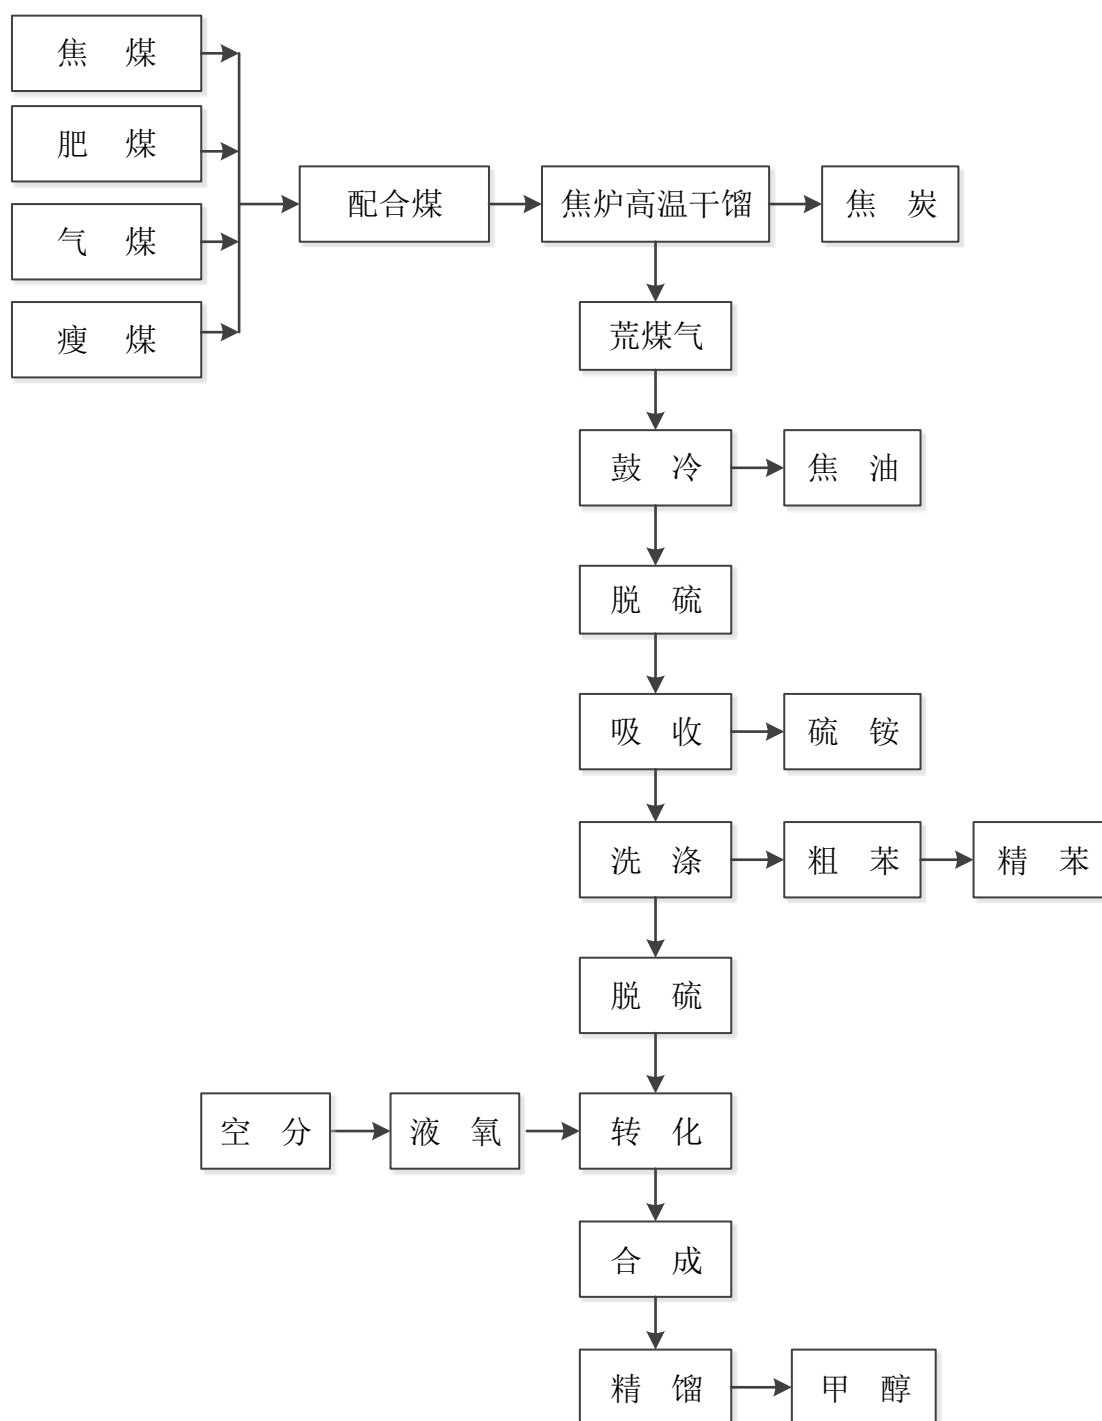 焦 煤
肥 煤
气 煤
瘦 煤
配合煤
焦炉高温干馏
焦 炭
荒煤气
鼓 冷
焦 油
脱 硫
吸 收
硫 铵
洗 涤
粗 苯
精 苯
脱 硫
空 分
液 氧
转 化
合 成
精 馏
甲 醇